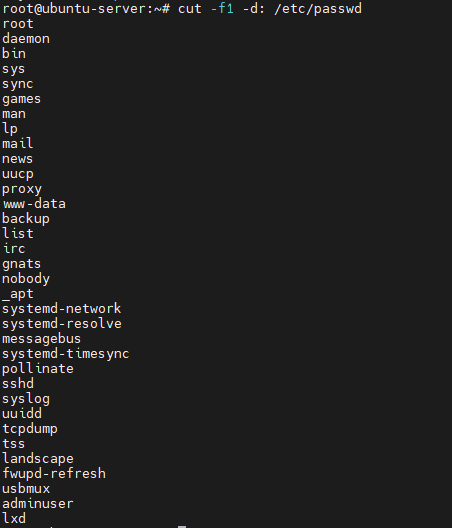 root@ubuntu-server:~# cut -f1 -d: /etc/passwd
root
daemon
bin
sys
sync
games
man
lp
mail
news
uucp
proxy
www-data
backup
list
irc
gnats
nobody
_apt
systemd-network
systemd-resolve
messagebus
systemd-timesync
pollinate
sshd
syslog
uuidd
tcpdump
tss
landscape
fwupd-refresh
usbmux
adminuser
lxd